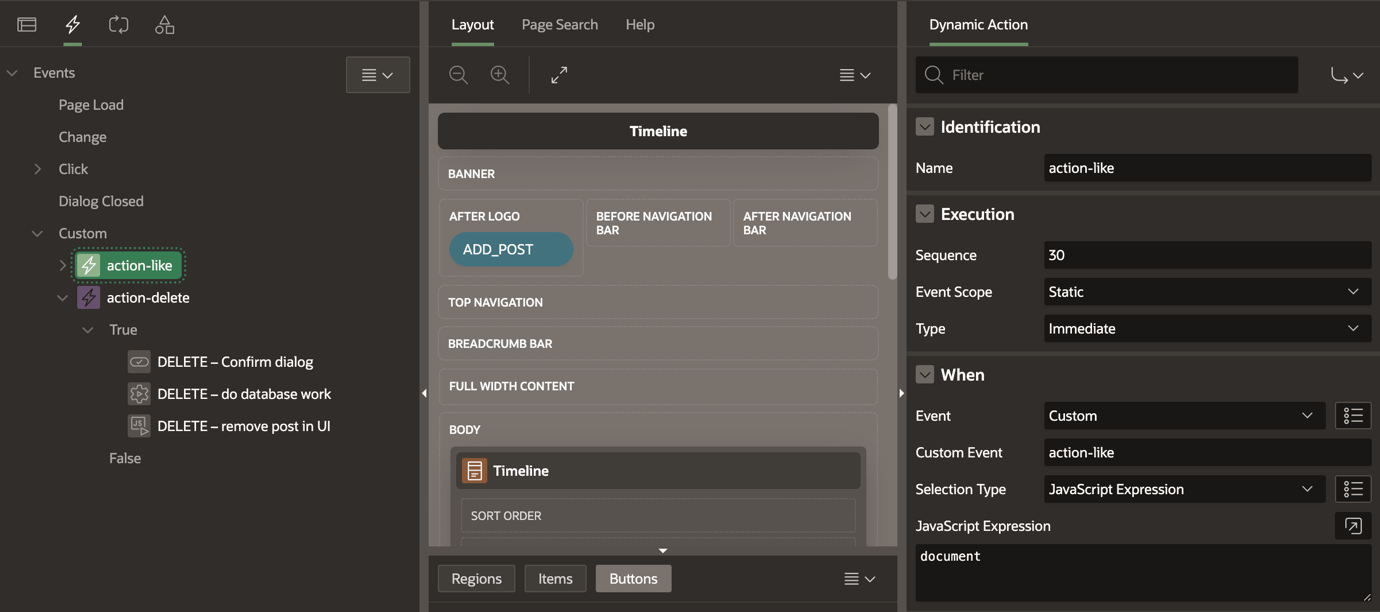 Events
Page Load
Change
Click
Dialog Closed
Custom
action-like
action-delete
True
DELETE – Confirm dialog
DELETE – do database work
JS
DELETE – remove post in UI
False
Layout
Page Search
Help
Timeline
BANNER
AFTER LOGO
ADD_POST
BEFORE NAVIGATION
BAR
AFTER NAVIGATION
BAR
TOP NAVIGATION
BREADCRUMB BAR
FULL WIDTH CONTENT
BODY
Timeline
SORT ORDER
Regions
Items
Buttons
Dynamic Action
Filter
Identification
Name
action-like
Execution
Sequence
30
Event Scope
Static
Type
Immediate
When
Event
Custom
Custom Event
action-like
Selection Type
JavaScript Expression
JavaScript Expression
document